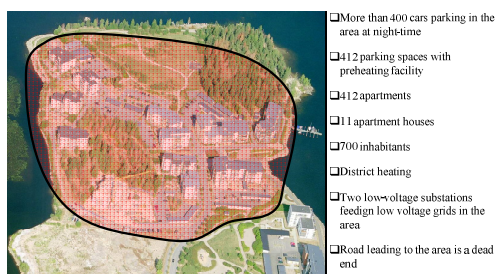 ❑More than 400 cars parking in the
area at night-time
❑412 parking spaces with
preheating facility
❑412 apartments
❑11 apartment houses
❑700 inhabitants
❑District heating
❑Two low-voltage substations
feedign low voltage grids in the
area
❑Road leading to the area is a dead
end